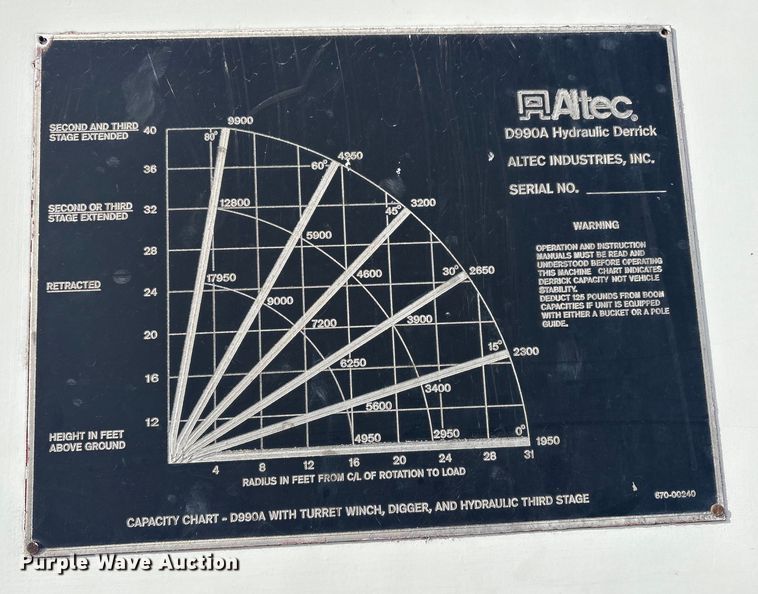 Altec®
D990A Hydraulic Derrick
ALTEC INDUSTRIES, INC.
SERIAL NO.
WARNING
OPERATION AND INSTRUCTION
MANUALS MUST BE READ AND
UNDERSTOOD BEFORE OPERATING
THIS MACHINE CHART INDICATES
DERRICK CAPACITY NOT VEHICLE
STABILITY.
DEDUCT 125 POUNDS FROM BOOM
CAPACITIES IF UNIT IS EQUIPPED
WITH EITHER A BUCKET OR A POLE
GUIDE.
SECOND AND THIRD
STAGE EXTENDED
SECOND OR THIRD
STAGE EXTENDED
RETRACTED
HEIGHT IN FEET
ABOVE GROUND
40
36
32
28
24
20
16
12
80° 9900
60° 4950
45° 3200
30° 2650
15° 2300
0° 1950
12800
5900
4600
3900
3400
2950
17950
9000
7200
6250
5600
4950
4 8 12 16 20 24 28 31
RADIUS IN FEET FROM C/L OF ROTATION TO LOAD
CAPACITY CHART - D990A WITH TURRET WINCH, DIGGER, AND HYDRAULIC THIRD STAGE
670-00240
Purple Wave Auction